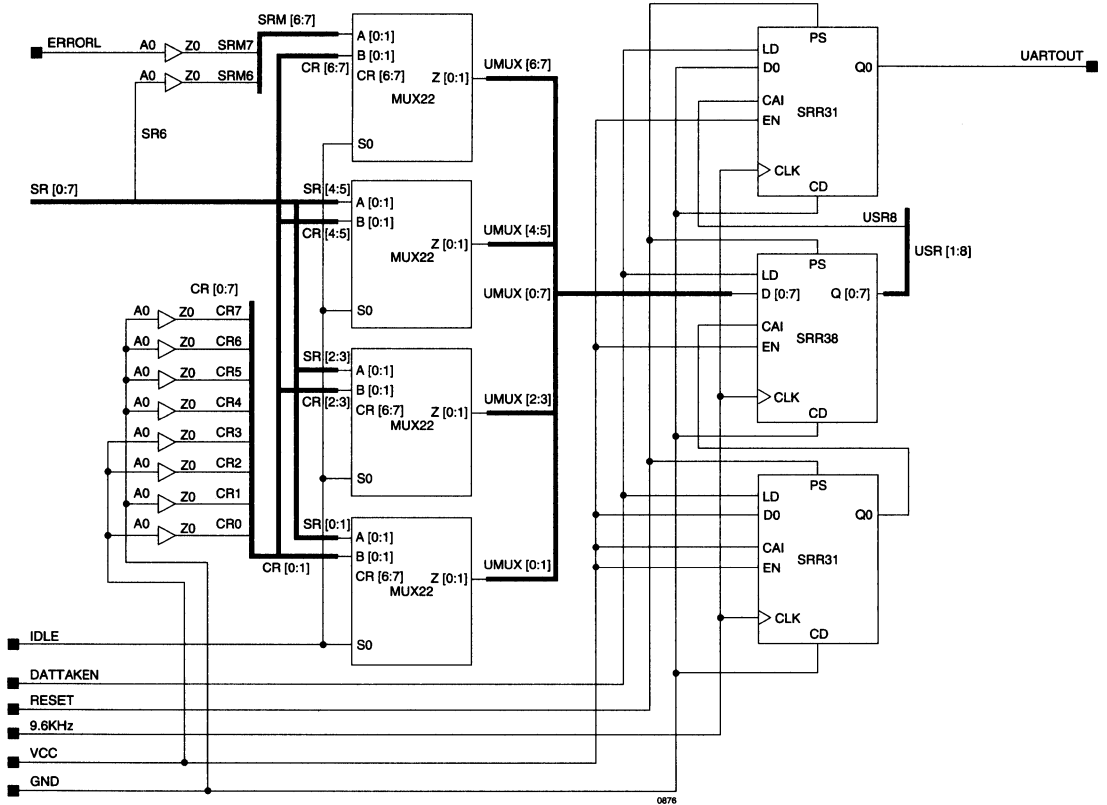 ERRORL
A0 Z0 SRM7
A0 Z0 SRM6
SRM [6:7]
CR [6:7]
A [0:1]
B [0:1]
CR [6:7]
Z [0:1]
MUX22
S0
UMUX [6:7]
SR6
SR [0:7]
SR [4:5]
CR [4:5]
A [0:1]
B [0:1]
Z [0:1]
MUX22
S0
UMUX [4:5]
UMUX [0:7]
CR [0:7]
A0 Z0 CR7
A0 Z0 CR6
A0 Z0 CR5
A0 Z0 CR4
A0 Z0 CR3
A0 Z0 CR2
A0 Z0 CR1
A0 Z0 CR0
SR [2:3]
CR [2:3]
A [0:1]
B [0:1]
CR [6:7]
Z [0:1]
MUX22
S0
UMUX [2:3]
SR [0:1]
CR [0:1]
A [0:1]
B [0:1]
CR [6:7]
Z [0:1]
MUX22
S0
UMUX [0:1]
PS
LD
D0
Q0
CAI
SRR31
EN
CLK
CD
UARTOUT
USR8
USR [1:8]
PS
LD
D [0:7]
Q [0:7]
CAI
SRR38
EN
CLK
CD
PS
LD
D0
Q0
CAI
SRR31
EN
CLK
CD
IDLE
DATTAKEN
RESET
9.6KHz
VCC
GND
0876